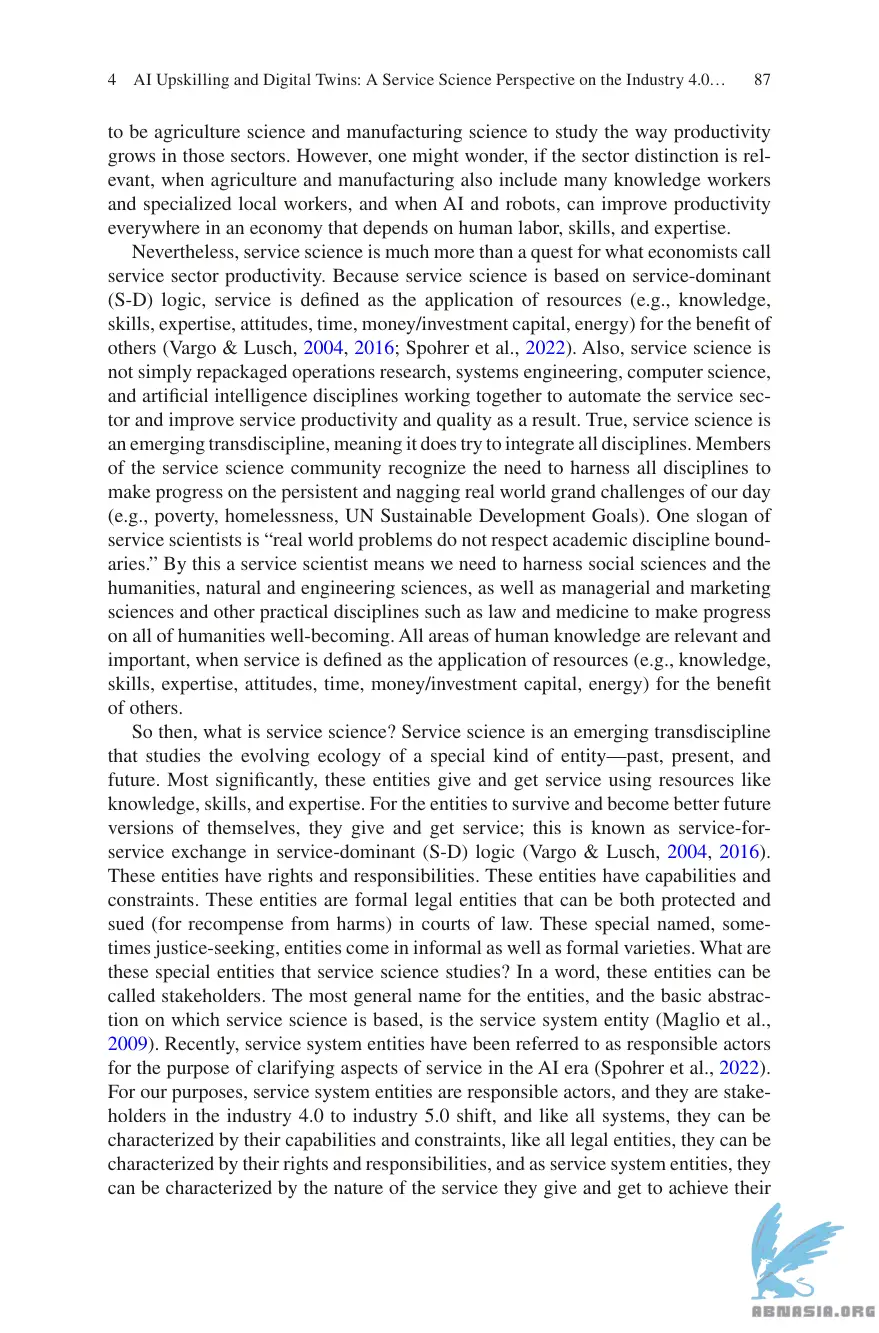 4 AI Upskilling and Digital Twins: A Service Science Perspective on the Industry 4.0… 87
to be agriculture science and manufacturing science to study the way productivity
grows in those sectors. However, one might wonder, if the sector distinction is rel-
evant, when agriculture and manufacturing also include many knowledge workers
and specialized local workers, and when AI and robots, can improve productivity
everywhere in an economy that depends on human labor, skills, and expertise.
Nevertheless, service science is much more than a quest for what economists call
service sector productivity. Because service science is based on service-dominant
(S-D) logic, service is defined as the application of resources (e.g., knowledge,
skills, expertise, attitudes, time, money/investment capital, energy) for the benefit of
others (Vargo & Lusch, 2004, 2016; Spohrer et al., 2022). Also, service science is
not simply repackaged operations research, systems engineering, computer science,
and artificial intelligence disciplines working together to automate the service sec-
tor and improve service productivity and quality as a result. True, service science is
an emerging transdiscipline, meaning it does try to integrate all disciplines. Members
of the service science community recognize the need to harness all disciplines to
make progress on the persistent and nagging real world grand challenges of our day
(e.g., poverty, homelessness, UN Sustainable Development Goals). One slogan of
service scientists is “real world problems do not respect academic discipline bound-
aries.” By this a service scientist means we need to harness social sciences and the
humanities, natural and engineering sciences, as well as managerial and marketing
sciences and other practical disciplines such as law and medicine to make progress
on all of humanities well-becoming. All areas of human knowledge are relevant and
important, when service is defined as the application of resources (e.g., knowledge,
skills, expertise, attitudes, time, money/investment capital, energy) for the benefit
of others.
So then, what is service science? Service science is an emerging transdiscipline
that studies the evolving ecology of a special kind of entity—past, present, and
future. Most significantly, these entities give and get service using resources like
knowledge, skills, and expertise. For the entities to survive and become better future
versions of themselves, they give and get service; this is known as service-for-
service exchange in service-dominant (S-D) logic (Vargo & Lusch, 2004, 2016).
These entities have rights and responsibilities. These entities have capabilities and
constraints. These entities are formal legal entities that can be both protected and
sued (for recompense from harms) in courts of law. These special named, some-
times justice-seeking, entities come in informal as well as formal varieties. What are
these special entities that service science studies? In a word, these entities can be
called stakeholders. The most general name for the entities, and the basic abstrac-
tion on which service science is based, is the service system entity (Maglio et al.,
2009). Recently, service system entities have been referred to as responsible actors
for the purpose of clarifying aspects of service in the AI era (Spohrer et al., 2022).
For our purposes, service system entities are responsible actors, and they are stake-
holders in the industry 4.0 to industry 5.0 shift, and like all systems, they can be
characterized by their capabilities and constraints, like all legal entities, they can be
characterized by their rights and responsibilities, and as service system entities, they
can be characterized by the nature of the service they give and get to achieve their
ABNASIA.ORG